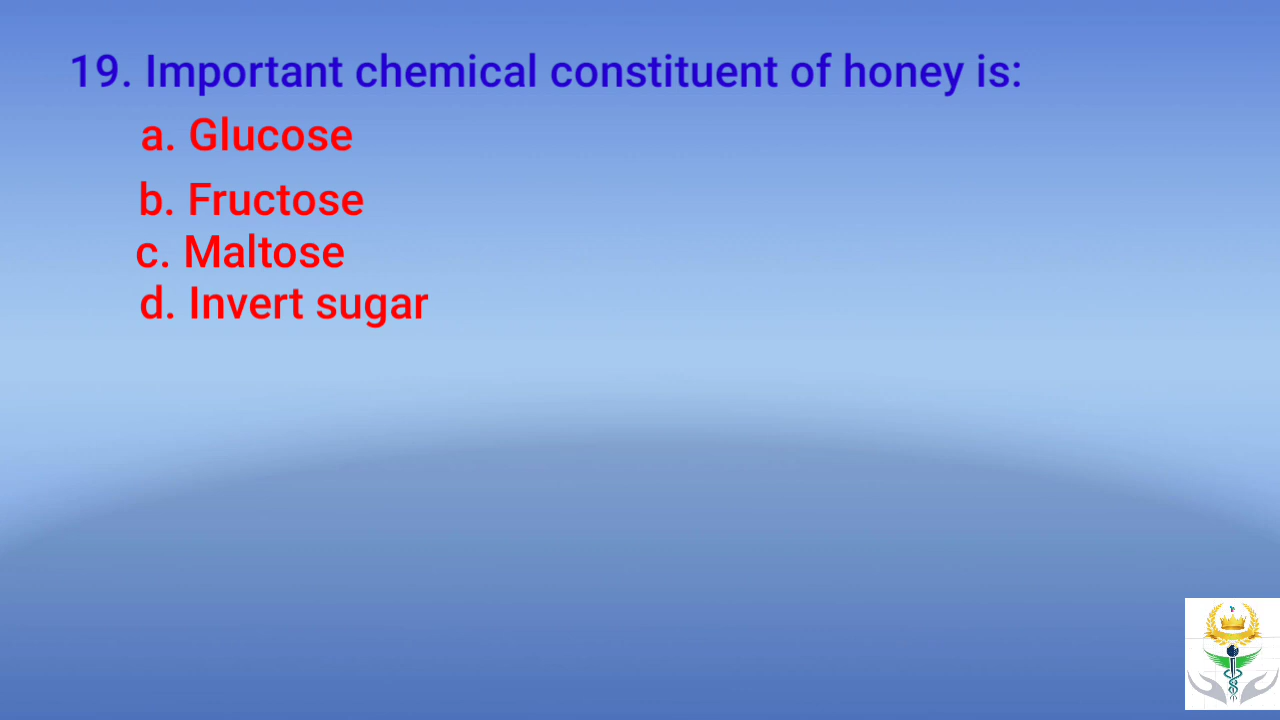 19. Important chemical constituent of honey is:
a. Glucose
b. Fructose
c. Maltose
d. Invert sugar